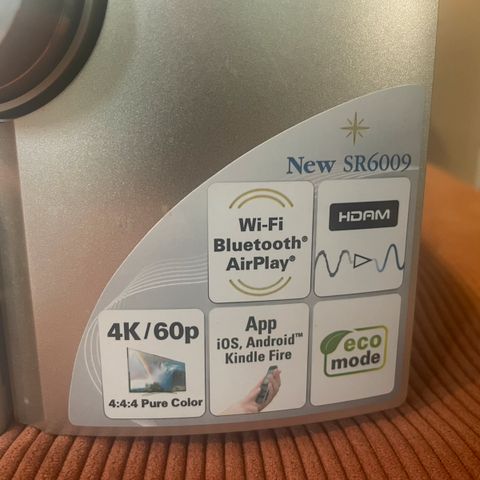 New SR6009
Wi-Fi
Bluetooth®
AirPlay®
HDAM
4K/60p
4:4:4 Pure Color
App
iOS, Android™
Kindle Fire
eco
mode